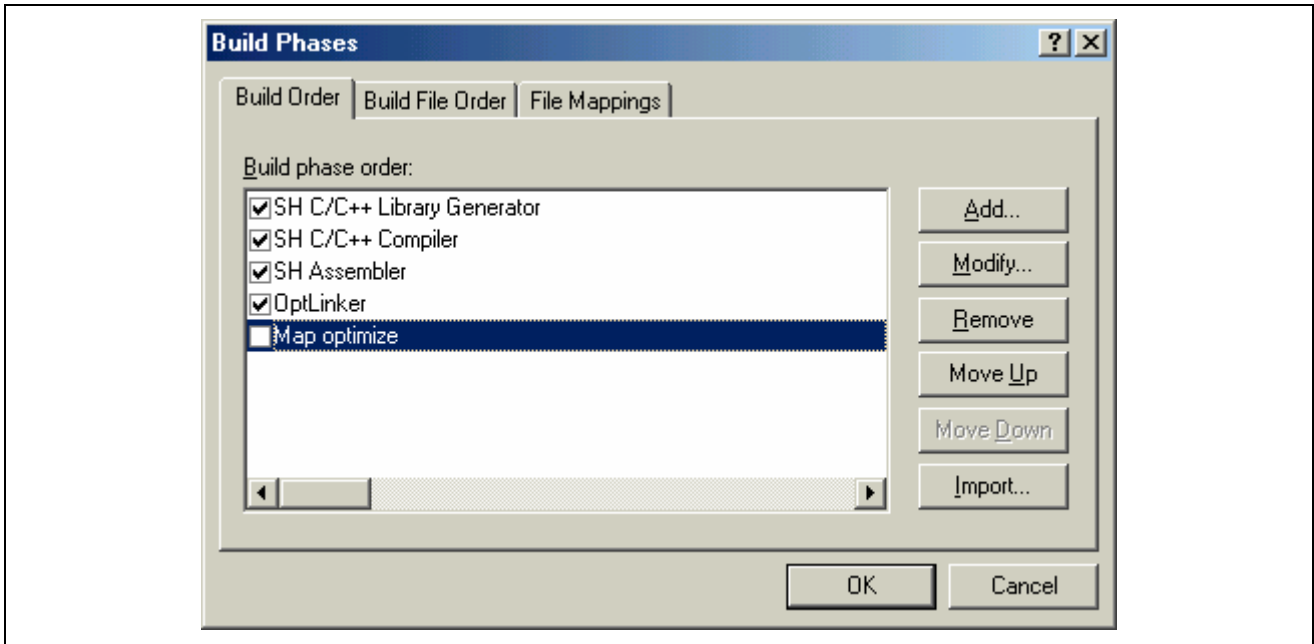 Build Phases
Build Order
Build File Order
File Mappings
Build phase order:
SH C/C++ Library Generator
SH C/C++ Compiler
SH Assembler
OptLinker
Map optimize
Add...
Modify...
Remove
Move Up
Move Down
Import...
OK
Cancel